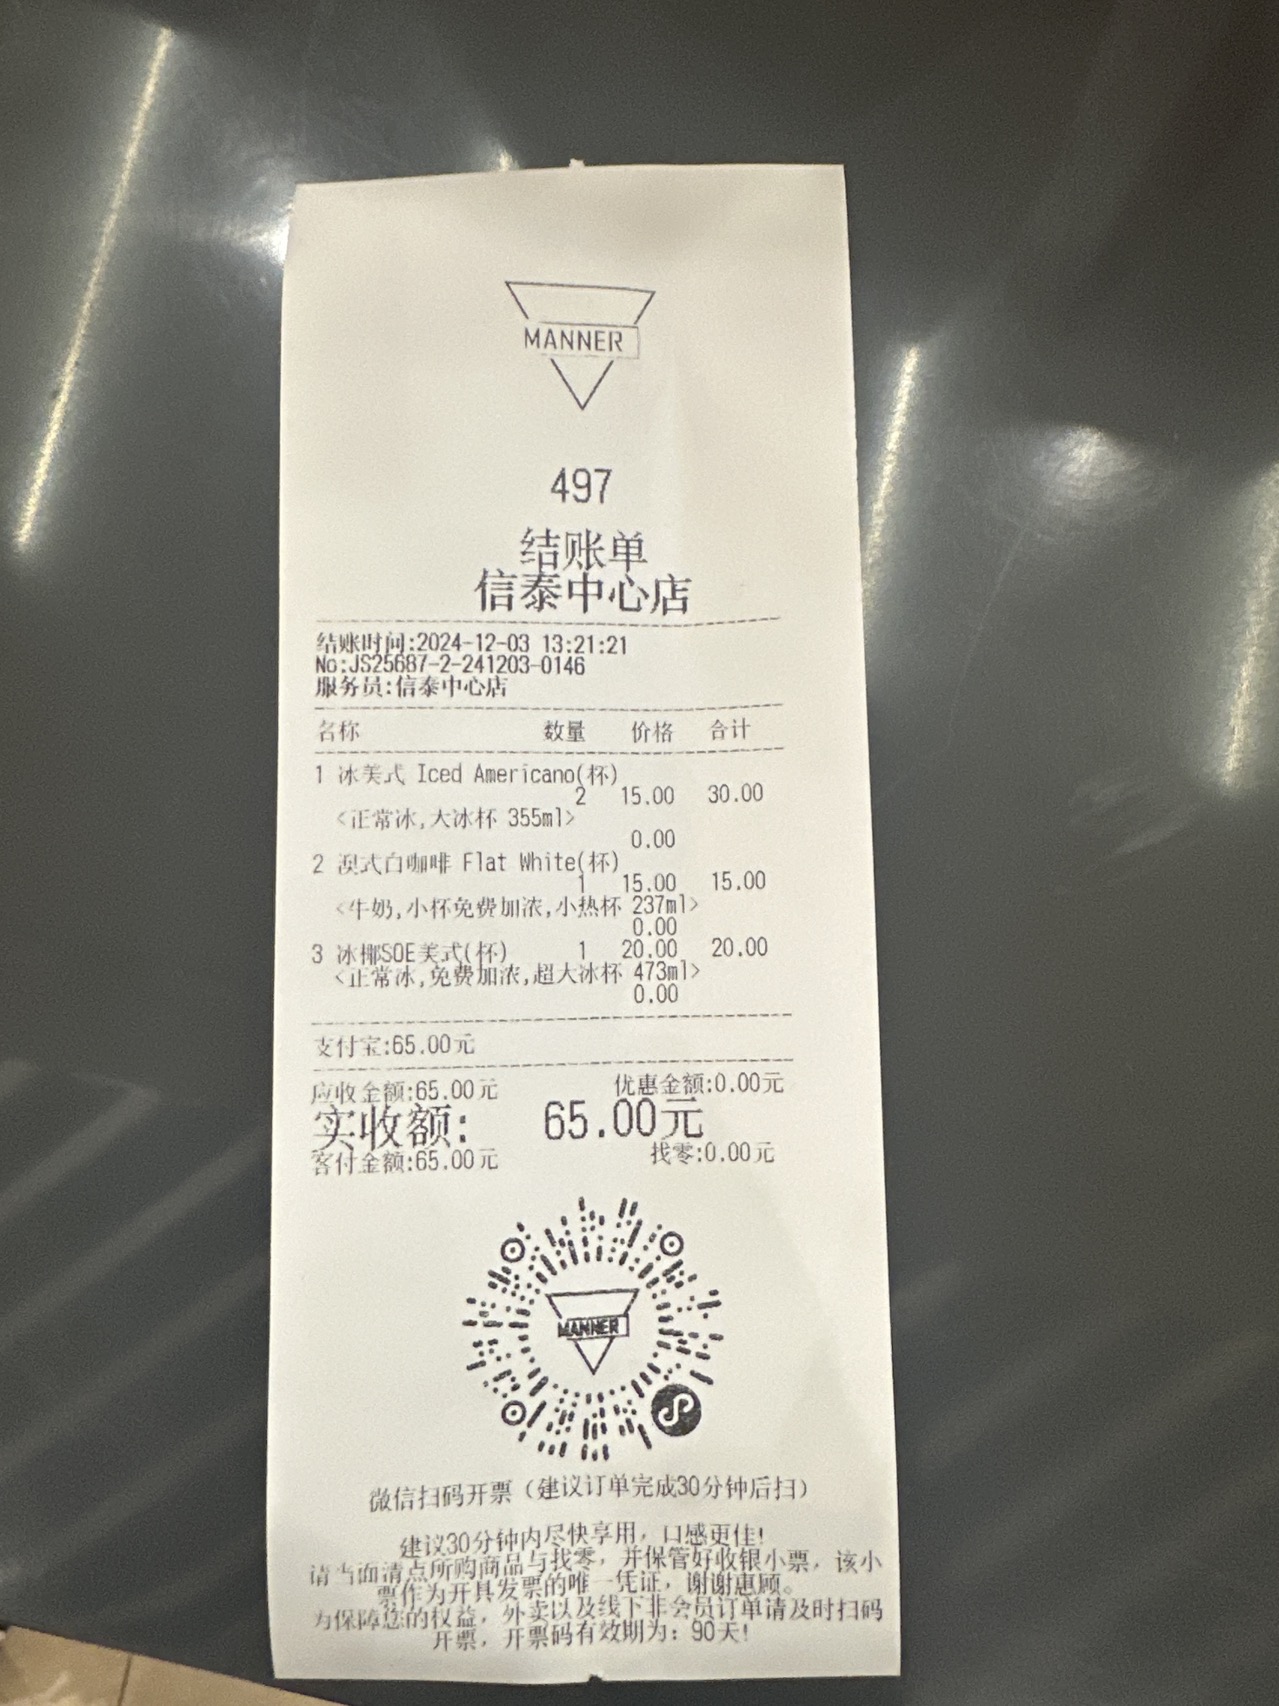 MANNER
497
结账单
信泰中心店
结账时间:2024-12-03 13:21:21
No:JS25687-2-241203-0146
服务员:信泰中心店
名称 数量 价格 合计
1 冰美式 Iced Americano(杯)
2 15.00 30.00
<正常冰,大冰杯 355ml>
0.00
2 澳式白咖啡 Flat White(杯)
1 15.00 15.00
<牛奶,小杯免费加浓,小热杯 237ml>
0.00
3 冰椰SOE美式(杯) 1 20.00 20.00
<正常冰,免费加浓,超大冰杯 473ml>
0.00
支付宝:65.00元
应收金额:65.00元 优惠金额:0.00元
实收额: 65.00元
客付金额:65.00元 找零:0.00元
MANNER
微信扫码开票（建议订单完成30分钟后扫）
建议30分钟内尽快享用，口感更佳!
请当面清点所购商品与找零，并保管好收银小票，该小
票作为开具发票的唯一凭证，谢谢惠顾。
为保障您的权益，外卖以及线下非会员订单请及时扫码
开票，开票码有效期为：90天!